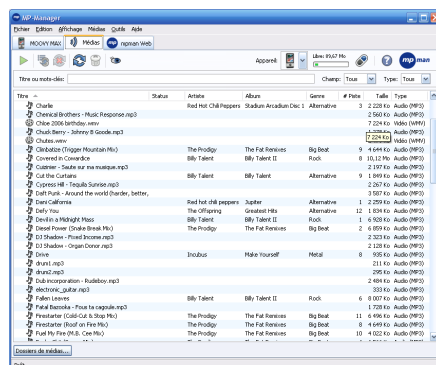 MP-Manager
Fichier Edition Affichage Médias Outils Aide
MOOVY MAX Médias mpman Web
Appareil Libre: 89,67 Mo ? mp man
Titre ou mots-clés: Champ: Tous Type: Tous
Titre Status Artiste Album Genre # Piste Taille Type
Charlie Red Hot Chili Peppers Stadium Arcadium Disc 1 Alternative 3 2 228 Ko Audio (MP3)
Chemical Brothers - Music Response.mp3 2 560 Ko Audio (MP3)
Chloe 2006 birthday.wmv 7 224 Ko Vidéo (WMV)
Chuck Berry - Johnny B Goode.mp3 Audio (MP3)
Chutes.wmv 7 224 Ko Vidéo (WMV)
Climbatize (Trigger Mountain Mix) The Prodigy The Fat Remixes Big Beat 9 4 644 Ko Audio (MP3)
Covered in Cowardice Billy Talent Billy Talent II Rock 8 10,12 Mo Audio (MP3)
Cuizinier - Saute sur ma musique.mp3 2 197 Ko Audio (MP3)
Cut the Curtains Billy Talent Billy Talent Alternative 9 1 849 Ko Audio (MP3)
Cypress Hill - Tequila Sunrise.mp3 2 267 Ko Audio (MP3)
Daft Punk - Around the world (harder, better, 3 587 Ko Audio (MP3)
Dani California Red hot chili peppers Jupiter Alternative 1 2 259 Ko Audio (MP3)
Defy You The Offspring Greatest Hits Alternative 12 1 834 Ko Audio (MP3)
Devil in a Midnight Mass Billy Talent Billy Talent II Rock 1 6 928 Ko Audio (MP3)
Diesel Power (Snake Break Mix) The Prodigy The Fat Remixes Big Beat 2 6 859 Ko Audio (MP3)
DJ Shadow - Fixed Income.mp3 2 323 Ko Audio (MP3)
DJ Shadow - Organ Donor.mp3 2 128 Ko Audio (MP3)
Drive Incubus Make Yourself Metal 8 935 Ko Audio (MP3)
drum1.mp3 211 Ko Audio (MP3)
drum2.mp3 295 Ko Audio (MP3)
Dub incorporation - Rudeboy.mp3 2 484 Ko Audio (MP3)
electronic_guitar.mp3 333 Ko Audio (MP3)
Fallen Leaves Billy Talent Billy Talent II Rock 6 8 007 Ko Audio (MP3)
Fatal Bazooka - Fous ta cagoule.mp3 1 728 Ko Audio (MP3)
Firestarter (Cold-Cut & Stop Mix) The Prodigy The Fat Remixes Big Beat 11 6 496 Ko Audio (MP3)
Firestarter (Roof on Fire Mix) The Prodigy The Fat Remixes Big Beat 8 4 649 Ko Audio (MP3)
Fuel My Fire (M.B. Cee Mix) The Prodigy The Fat Remixes Big Beat 10 4 022 Ko Audio (MP3)
Dossiers de médias...